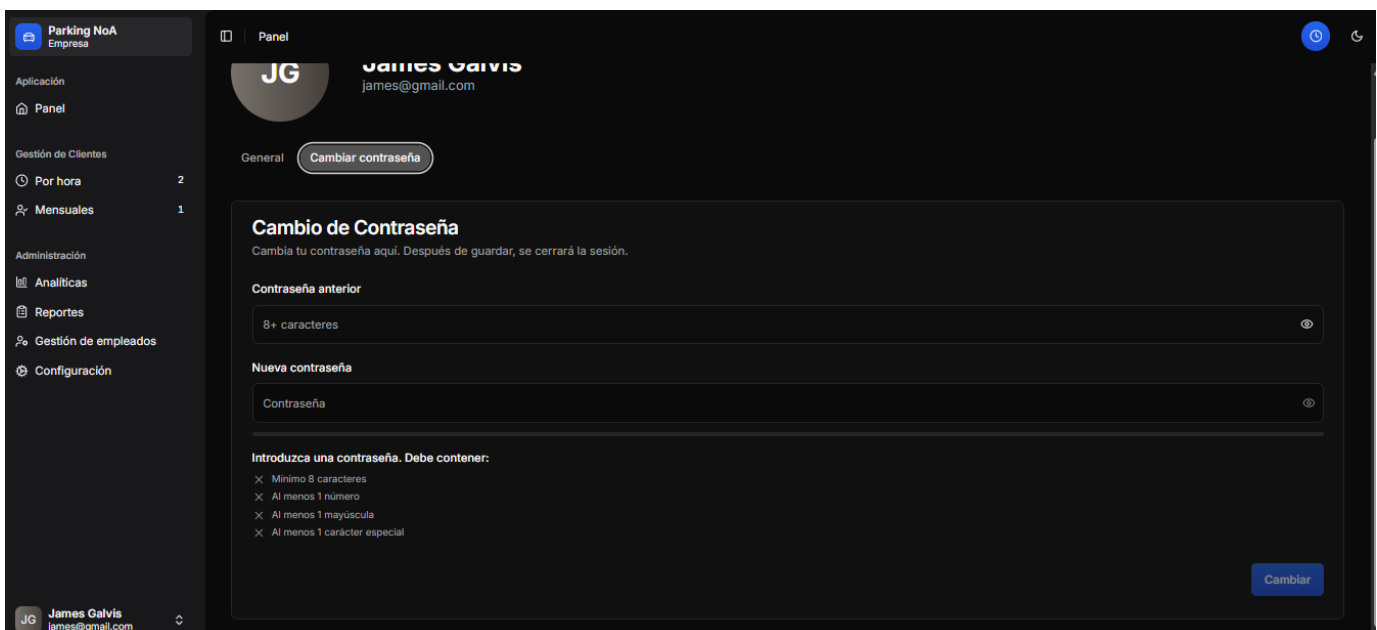 Parking NoA
Empresa
Aplicación
Panel
Gestión de Clientes
Por hora 2
Mensuales 1
Administración
Analíticas
Reportes
Gestión de empleados
Configuración
JG
James Galvis
james@gmail.com
Panel
JG
James Galvis
james@gmail.com
General
Cambiar contraseña
Cambio de Contraseña
Cambia tu contraseña aquí. Después de guardar, se cerrará la sesión.
Contraseña anterior
8+ caracteres
Nueva contraseña
Contraseña
Introduzca una contraseña. Debe contener:
Mínimo 8 caracteres
Al menos 1 número
Al menos 1 mayúscula
Al menos 1 carácter especial
Cambiar